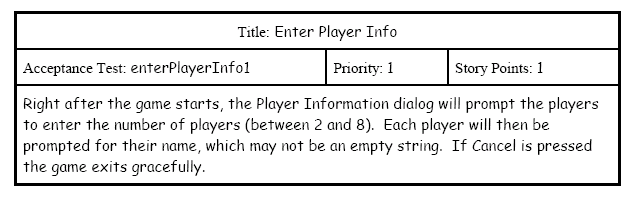 Title: Enter Player Info
Acceptance Test: enterPlayerInfo1 Priority: 1 Story Points: 1
Right after the game starts, the Player Information dialog will prompt the players
to enter the number of players (between 2 and 8). Each player will then be
prompted for their name, which may not be an empty string. If Cancel is pressed
the game exits gracefully.